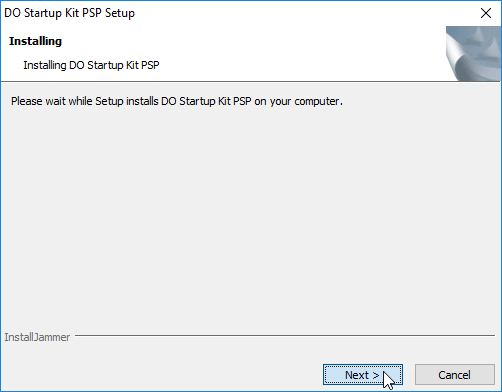 DO Startup Kit PSP Setup
Installing
Installing DO Startup Kit PSP
Please wait while Setup installs DO Startup Kit PSP on your computer.
InstallJammer
Next >
Cancel